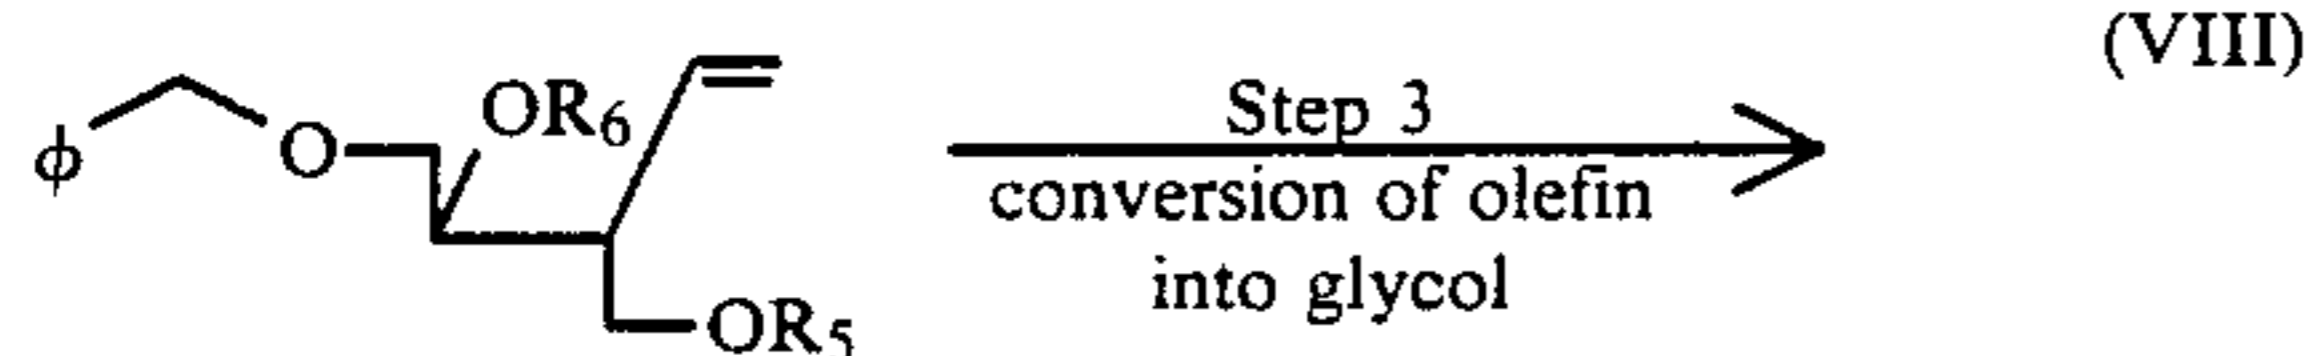 (VIII)
OR6
Step 3
ϕ
O
conversion of olefin
into glycol
OR5